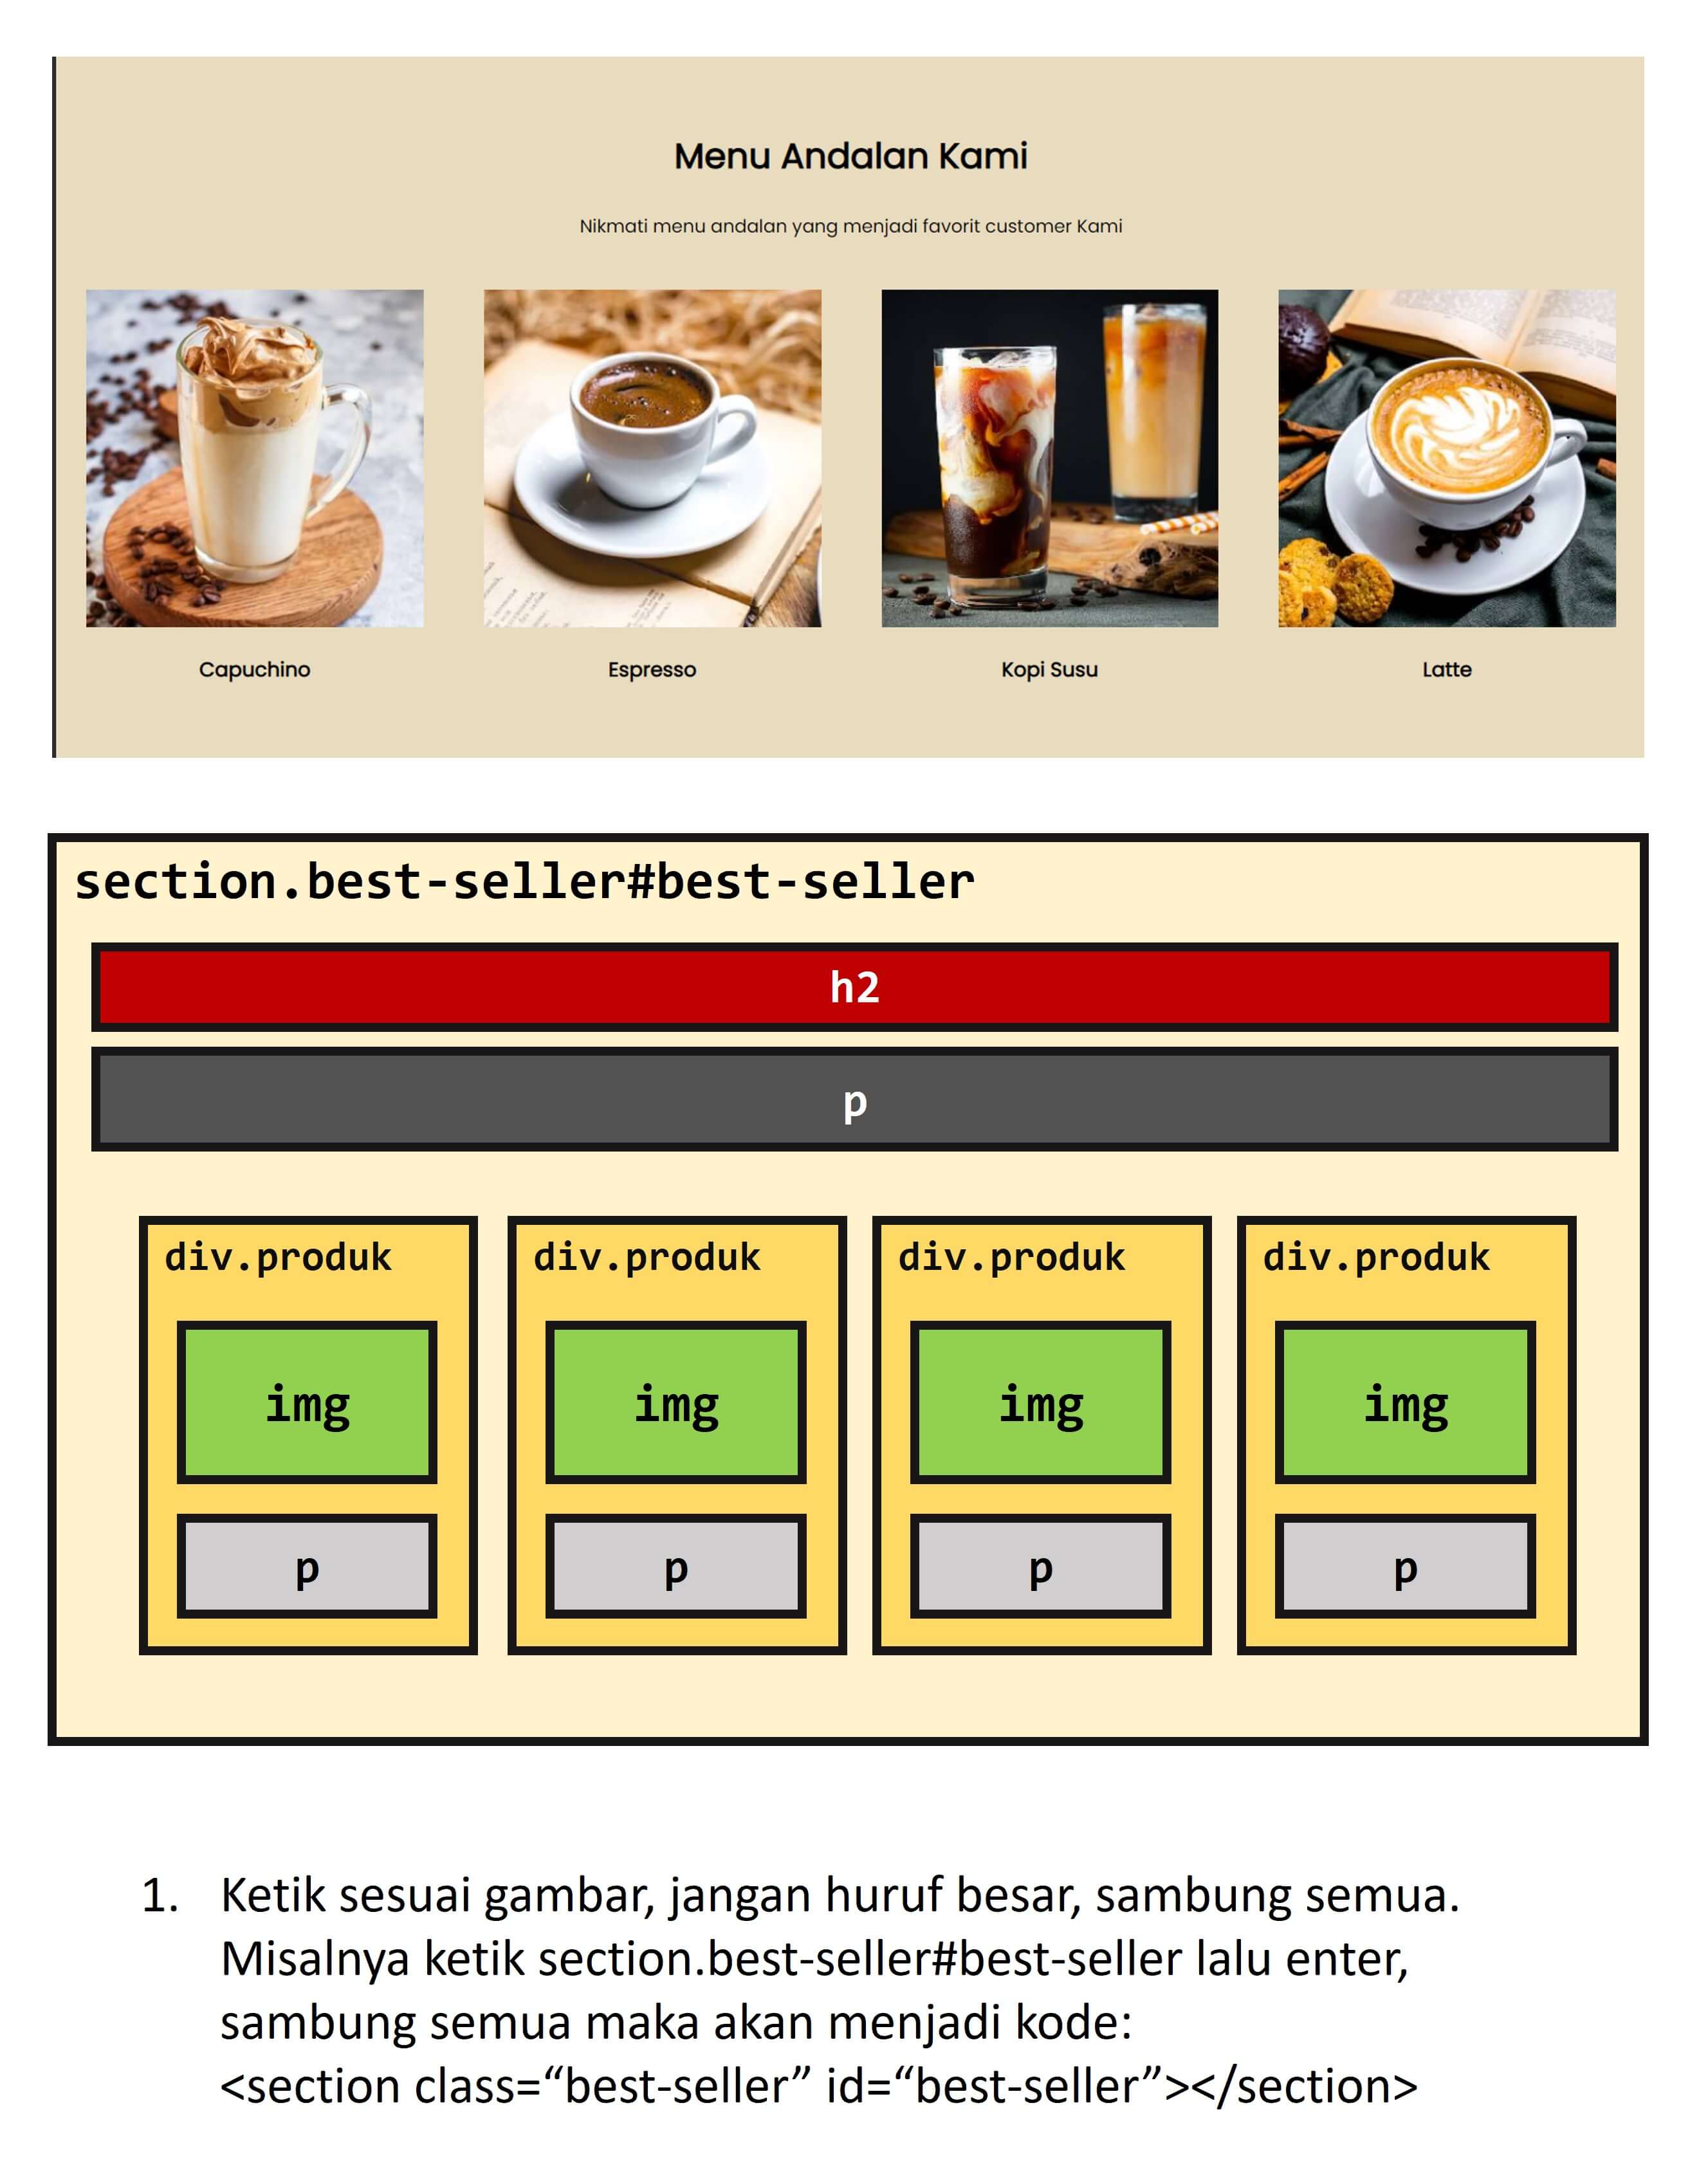 Menu Andalan Kami
Nikmati menu andalan yang menjadi favorit customer Kami
Capuchino
Espresso
Kopi Susu
Latte
section.best-seller#best-seller
h2
p
div.produk
div.produk
div.produk
div.produk
img
img
img
img
p
p
p
p
1. Ketik sesuai gambar, jangan huruf besar, sambung semua.
Misalnya ketik section.best-seller#best-seller lalu enter,
sambung semua maka akan menjadi kode:
<section class=“best-seller” id=“best-seller”></section>